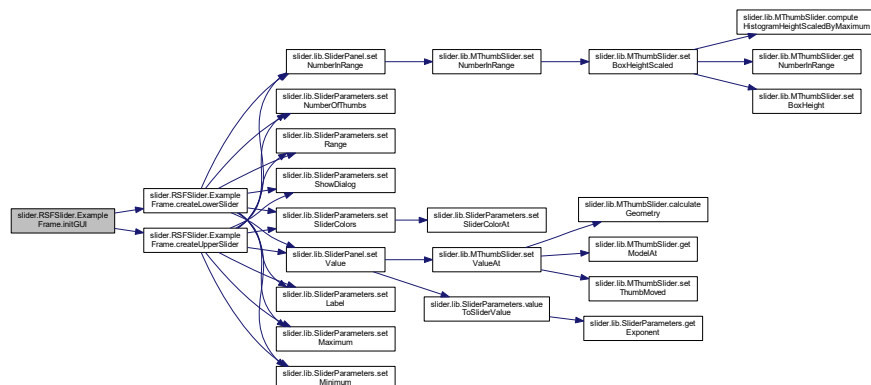 slider.RSFSlider.Example
Frame.initGUI
slider.RSFSlider.Example
Frame.createLowerSlider
slider.RSFSlider.Example
Frame.createUpperSlider
slider.lib.SliderPanel.set
NumberInRange
slider.lib.SliderParameters.set
NumberOfThumbs
slider.lib.SliderParameters.set
Range
slider.lib.SliderParameters.set
ShowDialog
slider.lib.SliderParameters.set
SliderColors
slider.lib.SliderPanel.set
Value
slider.lib.SliderParameters.set
Label
slider.lib.SliderParameters.set
Maximum
slider.lib.SliderParameters.set
Minimum
slider.lib.MThumbSlider.set
NumberInRange
slider.lib.SliderParameters.set
SliderColorAt
slider.lib.MThumbSlider.set
ValueAt
slider.lib.SliderParameters.value
ToSliderValue
slider.lib.MThumbSlider.set
BoxHeightScaled
slider.lib.MThumbSlider.calculate
Geometry
slider.lib.MThumbSlider.get
ModelAt
slider.lib.MThumbSlider.set
ThumbMoved
slider.lib.SliderParameters.get
Exponent
slider.lib.MThumbSlider.compute
HistogramHeightScaledByMaximum
slider.lib.MThumbSlider.get
NumberInRange
slider.lib.MThumbSlider.set
BoxHeight